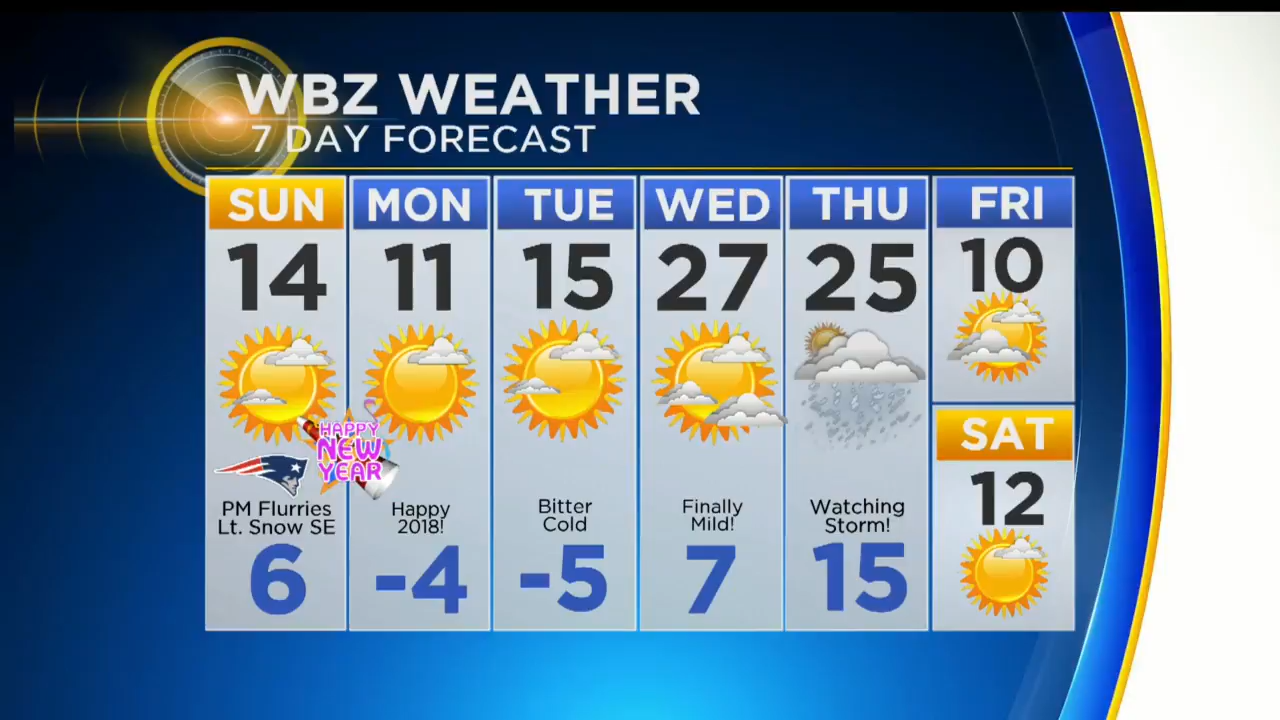 WBZ WEATHER
7 DAY FORECAST
SUN
14
PM Flurries
Lt. Snow SE
6
HAPPY
NEW
YEAR
MON
11
Happy
2018!
-4
TUE
15
Bitter
Cold
-5
WED
27
Finally
Mild!
7
THU
25
Watching
Storm!
15
FRI
10
SAT
12